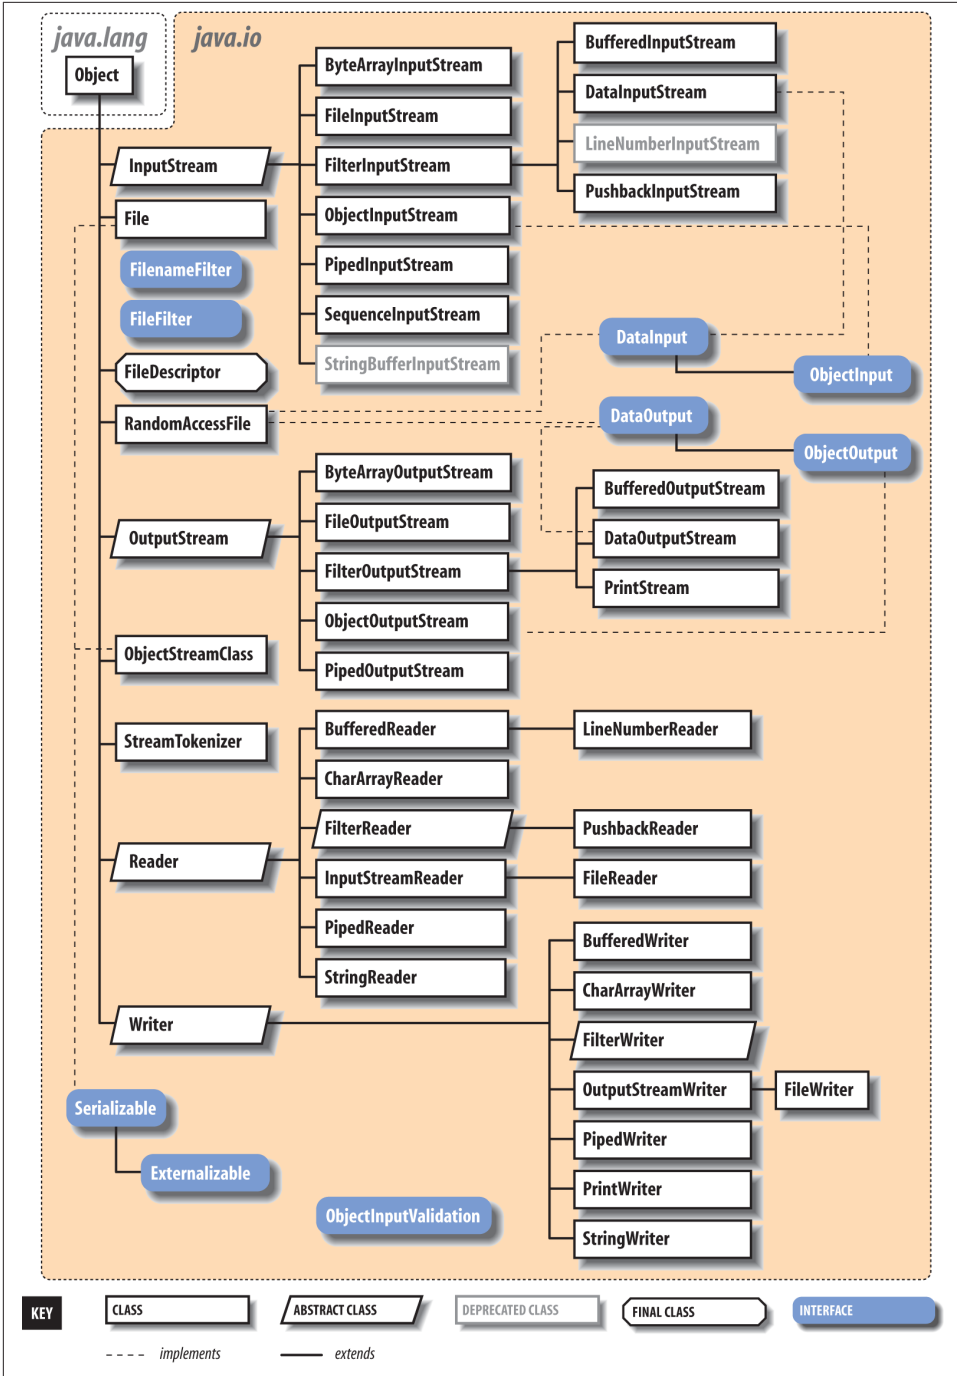 java.lang
java.io
Object
InputStream
File
FilenameFilter
FileFilter
FileDescriptor
RandomAccessFile
OutputStream
ObjectStreamClass
StreamTokenizer
Reader
Writer
Serializable
Externalizable
ByteArrayInputStream
FileInputStream
FilterInputStream
ObjectInputStream
PipedInputStream
SequenceInputStream
StringBufferInputStream
ByteArrayOutputStream
FileOutputStream
FilterOutputStream
ObjectOutputStream
PipedOutputStream
BufferedReader
CharArrayReader
FilterReader
InputStreamReader
PipedReader
StringReader
ObjectInputValidation
BufferedInputStream
DataInputStream
LineNumberInputStream
PushbackInputStream
DataInput
ObjectInput
DataOutput
ObjectOutput
BufferedOutputStream
DataOutputStream
PrintStream
LineNumberReader
PushbackReader
FileReader
BufferedWriter
CharArrayWriter
FilterWriter
OutputStreamWriter
FileWriter
PipedWriter
PrintWriter
StringWriter
KEY
CLASS
ABSTRACT CLASS
DEPRECATED CLASS
FINAL CLASS
INTERFACE
implements
extends